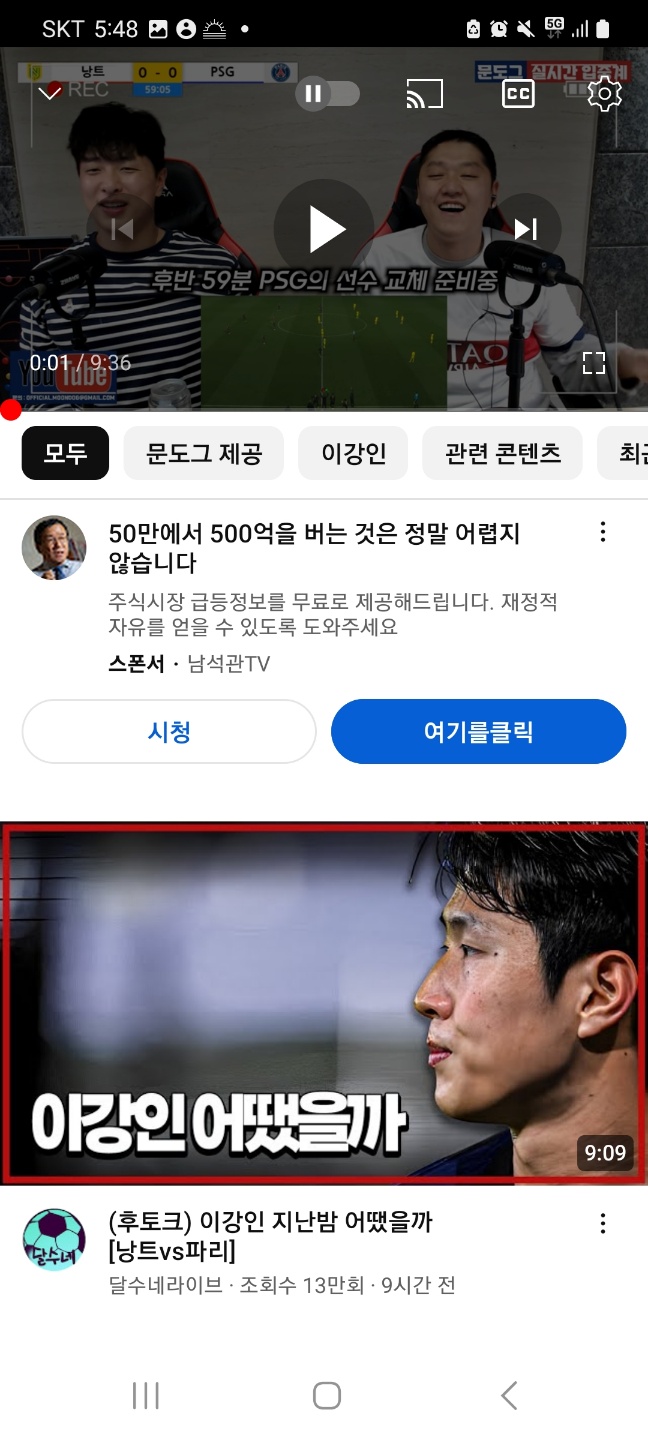 SKT 5:48
5G
낭트 0 - 0 PSG
문도그 실시간 입중계
REC
59:05
CC
후반 59분 PSG의 선수 교체 준비중
0:01 / 9:36
YouTube
모두
문도그 제공
이강인
관련 콘텐츠
50만에서 500억을 버는 것은 정말 어렵지
않습니다
주식시장 급등정보를 무료로 제공해드립니다. 재정적
자유를 얻을 수 있도록 도와주세요
스폰서 · 남석관TV
시청
여기를클릭
이강인 어땠을까
9:09
달수네
(후토크) 이강인 지난밤 어땠을까
[낭트vs파리]
달수네라이브 · 조회수 13만회 · 9시간 전